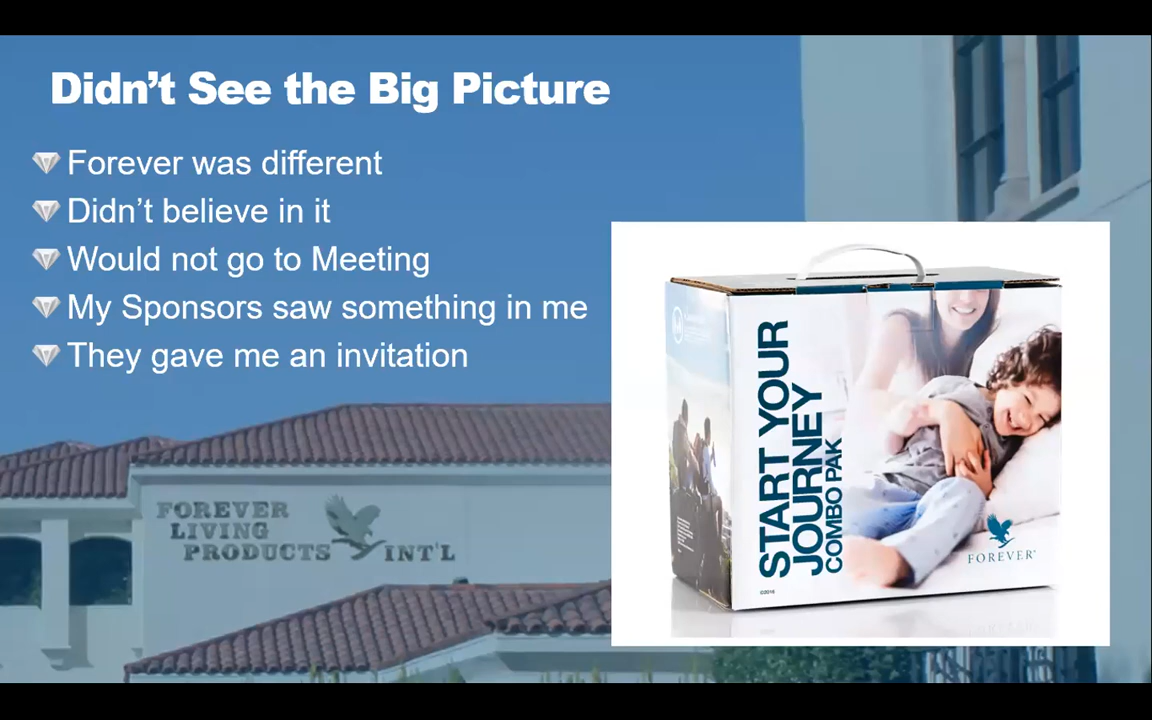 Didn't See the Big Picture
Forever was different
Didn't believe in it
Would not go to Meeting
My Sponsors saw something in me
They gave me an invitation
START YOUR
JOURNEY
COMBO PAK
FOREVER
FOREVER
LIVING
PRODUCTS INT'L